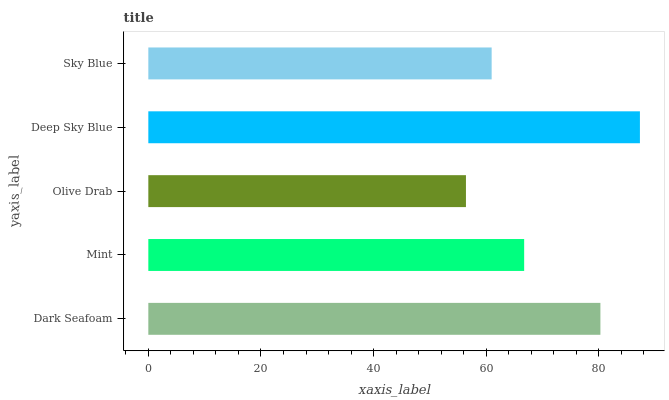 title
Sky Blue
Deep Sky Blue
Olive Drab
Mint
Dark Seafoam
yaxis_label
0 20 40 60 80
xaxis_label